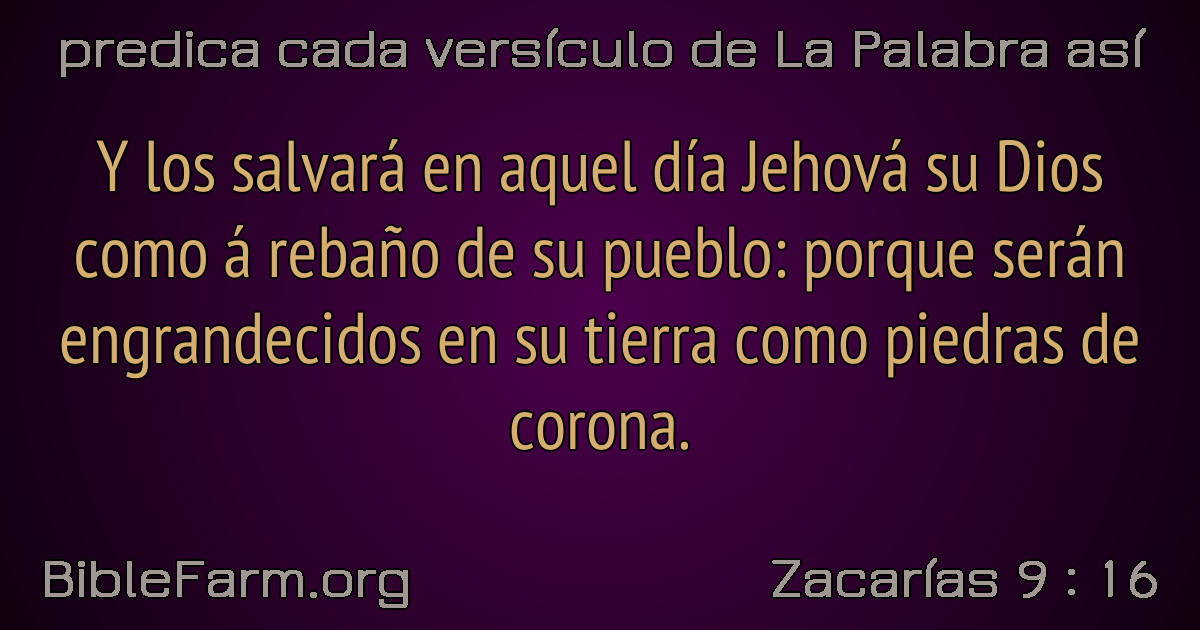 predica cada versículo de La Palabra así
Y los salvará en aquel día Jehová su Dios
como á rebaño de su pueblo: porque serán
engrandecidos en su tierra como piedras de
corona.
BibleFarm.org
Zacarías 9 : 16